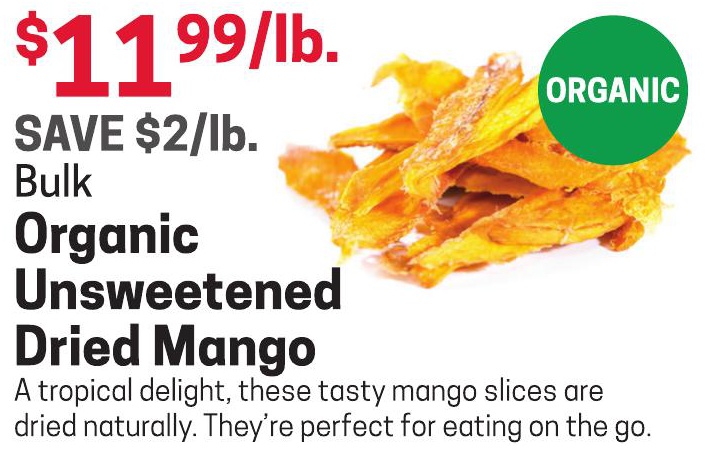 $11 99/lb.
ORGANIC
SAVE $2/lb.
Bulk
Organic
Unsweetened
Dried Mango
A tropical delight, these tasty mango slices are
dried naturally. They’re perfect for eating on the go.